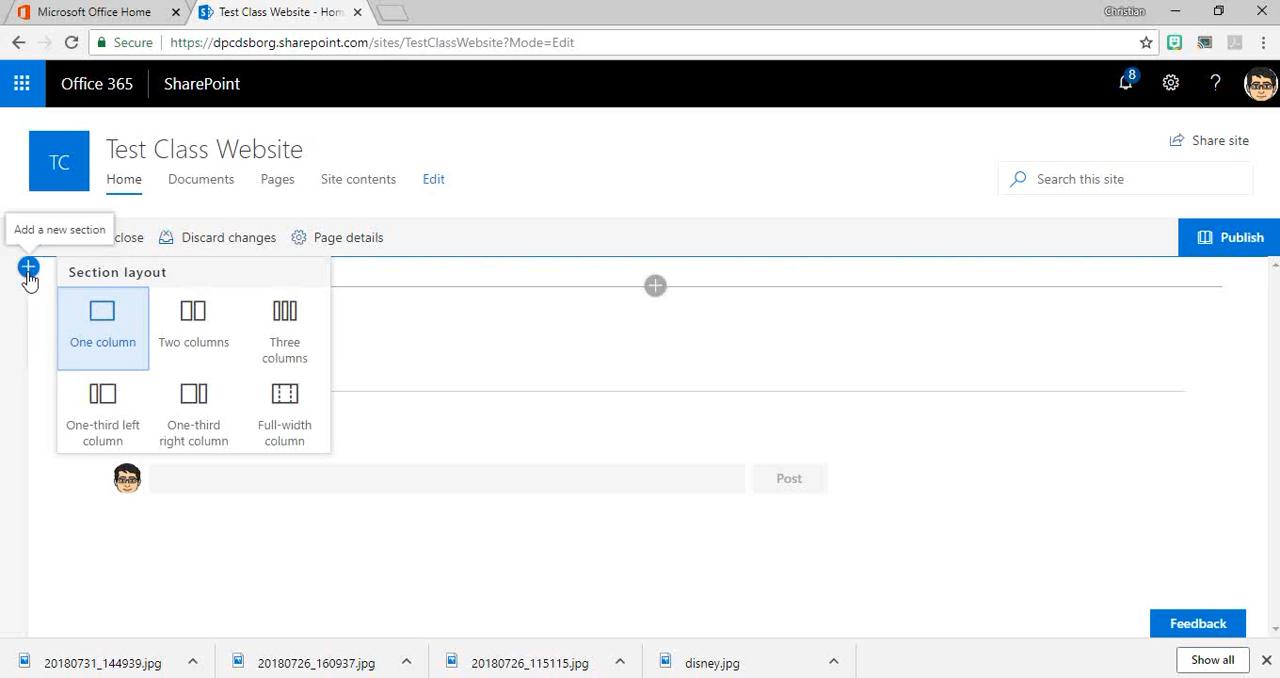 Microsoft Office Home
Test Class Website - Hom
Christian
Secure
https://dpcdsborg.sharepoint.com/sites/TestClassWebsite?Mode=Edit
Office 365
SharePoint
8
?
TC
Test Class Website
Share site
Home
Documents
Pages
Site contents
Edit
Search this site
Add a new section
close
Discard changes
Page details
Publish
Section layout
One column
Two columns
Three
columns
One-third left
column
One-third
right column
Full-width
column
Post
Feedback
20180731_144939.jpg
20180726_160937.jpg
20180726_115115.jpg
disney.jpg
Show all